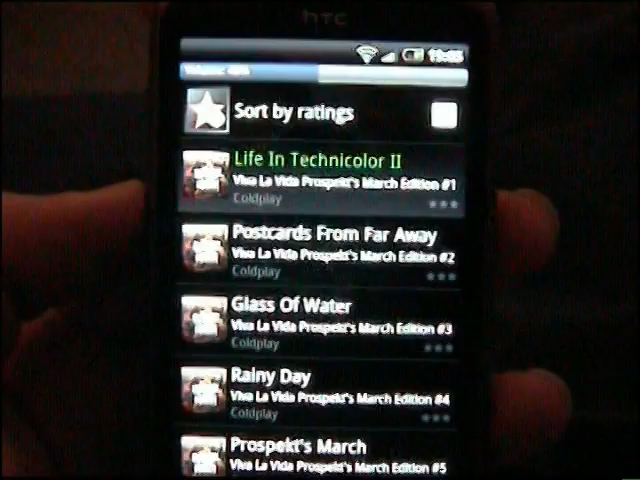 hTC
Sort by ratings
Life In Technicolor II
Viva La Vida Prospekt's March Edition #1
Coldplay
Postcards From Far Away
Viva La Vida Prospekt's March Edition #2
Coldplay
Glass Of Water
Viva La Vida Prospekt's March Edition #3
Coldplay
Rainy Day
Viva La Vida Prospekt's March Edition #4
Coldplay
Prospekt's March
Viva La Vida Prospekt's March Edition #5